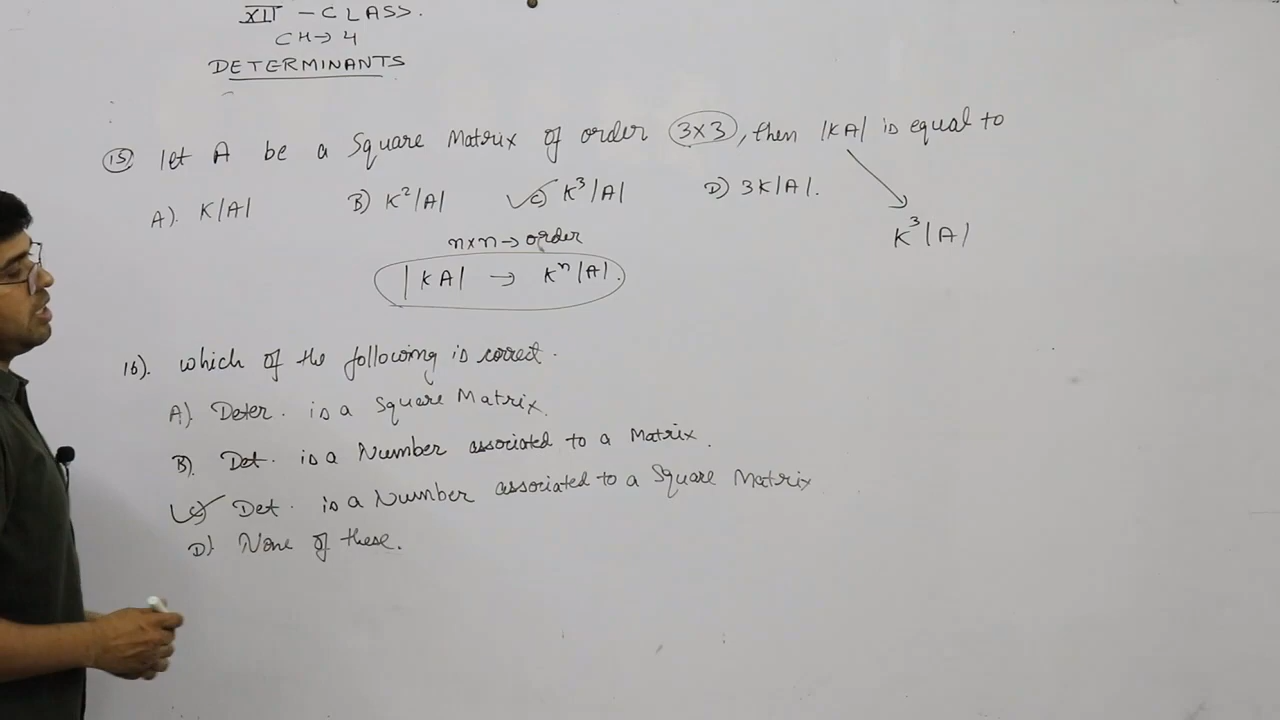 XII - CLASS.
CH → 4
DETERMINANTS
15) let A be a Square Matrix of order 3×3, then |KA| is equal to
A). K|A| B) K²|A| C) K³|A| D) 3K|A|.
K³|A|
n×n → order
|KA| → Kⁿ|A|.
16). which of the following is correct.
A). Deter. is a Square Matrix.
B). Det. is a Number associated to a Matrix.
C) Det. is a Number associated to a Square Matrix
D) None of these.